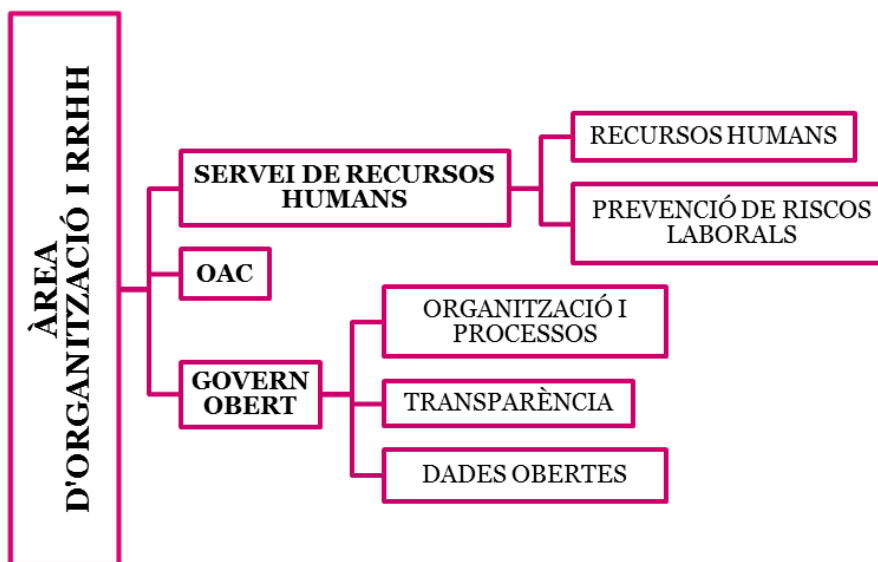 ÀREA
D'ORGANITZACIÓ I RRHH
SERVEI DE RECURSOS
HUMANS
RECURSOS HUMANS
PREVENCIÓ DE RISCOS
LABORALS
OAC
GOVERN
OBERT
ORGANITZACIÓ I
PROCESSOS
TRANSPARÈNCIA
DADES OBERTES